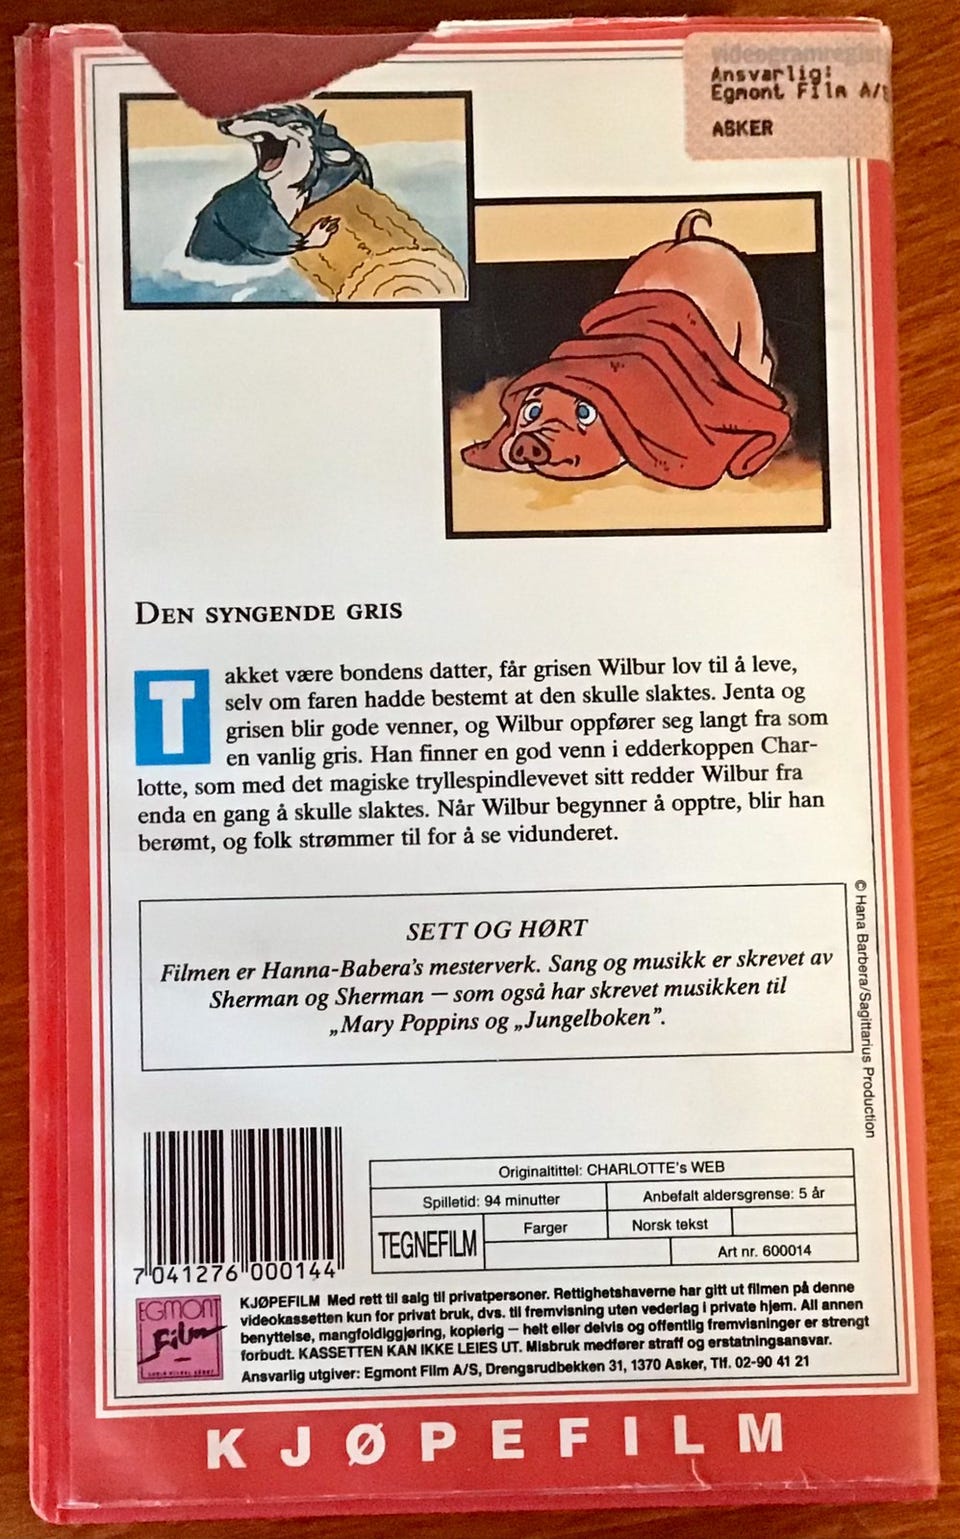 videogramregist
Ansvarlig:
Egmont Film A/S
ASKER
DEN SYNGENDE GRIS
Takket være bondens datter, får grisen Wilbur lov til å leve,
selv om faren hadde bestemt at den skulle slaktes. Jenta og
grisen blir gode venner, og Wilbur oppfører seg langt fra som
en vanlig gris. Han finner en god venn i edderkoppen Char-
lotte, som med det magiske tryllespindlevevet sitt redder Wilbur fra
enda en gang å skulle slaktes. Når Wilbur begynner å opptre, blir han
berømt, og folk strømmer til for å se vidunderet.
SETT OG HØRT
Filmen er Hanna-Babera's mesterverk. Sang og musikk er skrevet av
Sherman og Sherman – som også har skrevet musikken til
„Mary Poppins og „Jungelboken”.
© Hana Barbera/Sagittarius Production
Originaltittel: CHARLOTTE's WEB
Spilletid: 94 minutter
Anbefalt aldersgrense: 5 år
TEGNEFILM
Farger
Norsk tekst
Art nr. 600014
7 041276 000144
EGMONT
Film
KJØPEFILM Med rett til salg til privatpersoner. Rettighetshaverne har gitt ut filmen på denne
videokassetten kun for privat bruk, dvs. til fremvisning uten vederlag i private hjem. All annen
benyttelse, mangfoldiggjøring, kopierig – helt eller delvis og offentlig fremvisninger er strengt
forbudt. KASSETTEN KAN IKKE LEIES UT. Misbruk medfører straff og erstatningsansvar.
Ansvarlig utgiver: Egmont Film A/S, Drengsrudbekken 31, 1370 Asker, Tlf. 02-90 41 21
KJØPEFILM